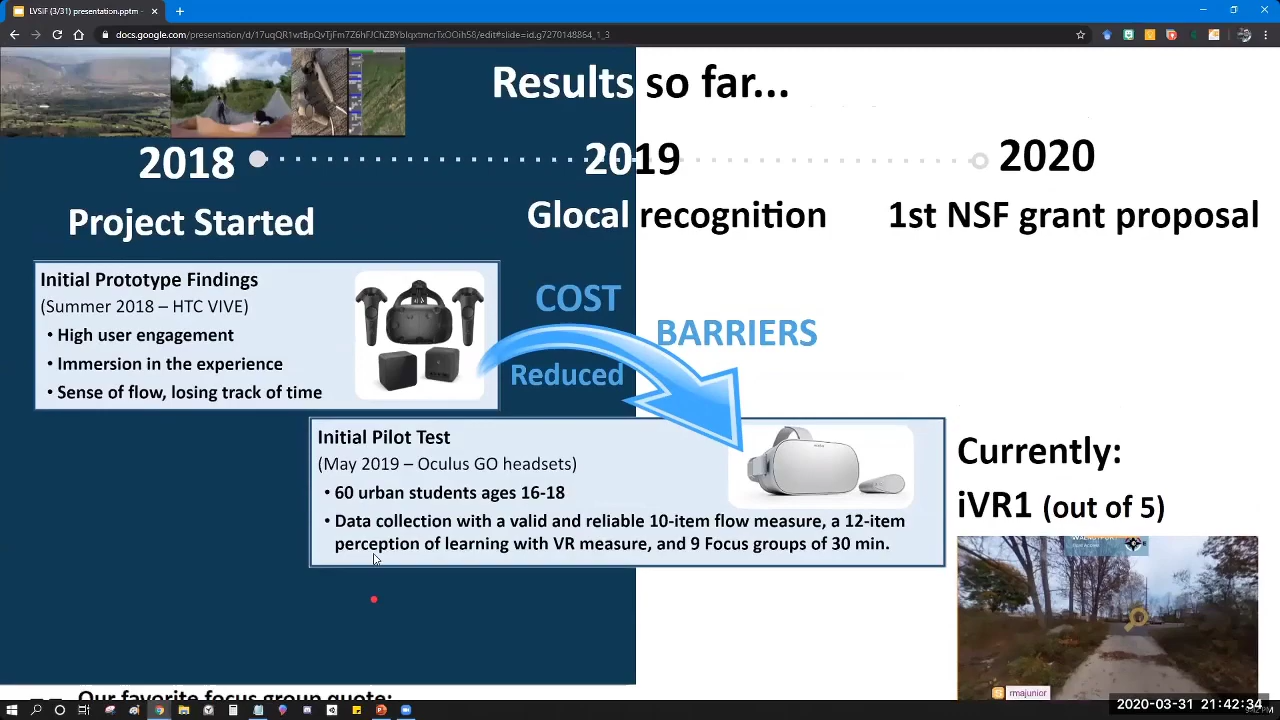 LVSIF (3/31) presentation.pptm -
docs.google.com/presentation/d/17uqQR1wtBpQvTjFm7Z6hFJChZBYbIqxtmcrTxOOih58/edit#slide=id.g7270148864_1_3
Results so far...
2018
2019
2020
Project Started
Glocal recognition
1st NSF grant proposal
Initial Prototype Findings
(Summer 2018 – HTC VIVE)
• High user engagement
• Immersion in the experience
• Sense of flow, losing track of time
COST
BARRIERS
Reduced
Initial Pilot Test
(May 2019 – Oculus GO headsets)
• 60 urban students ages 16-18
• Data collection with a valid and reliable 10-item flow measure, a 12-item
perception of learning with VR measure, and 9 Focus groups of 30 min.
Currently:
iVR1 (out of 5)
rmajunior
Our favorite focus group quote:
2020-03-31 21:42:34